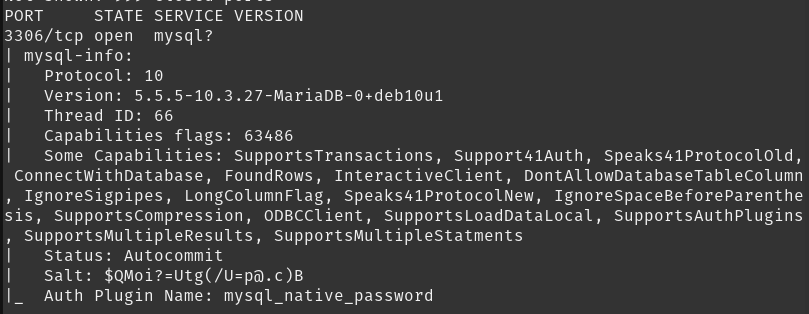 PORT     STATE SERVICE VERSION
3306/tcp open  mysql?
| mysql-info:
|   Protocol: 10
|   Version: 5.5.5-10.3.27-MariaDB-0+deb10u1
|   Thread ID: 66
|   Capabilities flags: 63486
|   Some Capabilities: SupportsTransactions, Support41Auth, Speaks41ProtocolOld,
 ConnectWithDatabase, FoundRows, InteractiveClient, DontAllowDatabaseTableColumn
, IgnoreSigpipes, LongColumnFlag, Speaks41ProtocolNew, IgnoreSpaceBeforeParenthe
sis, SupportsCompression, ODBCClient, SupportsLoadDataLocal, SupportsAuthPlugins
, SupportsMultipleResults, SupportsMultipleStatments
|   Status: Autocommit
|   Salt: $QMoi?=Utg(/U=p@.c)B
|_  Auth Plugin Name: mysql_native_password